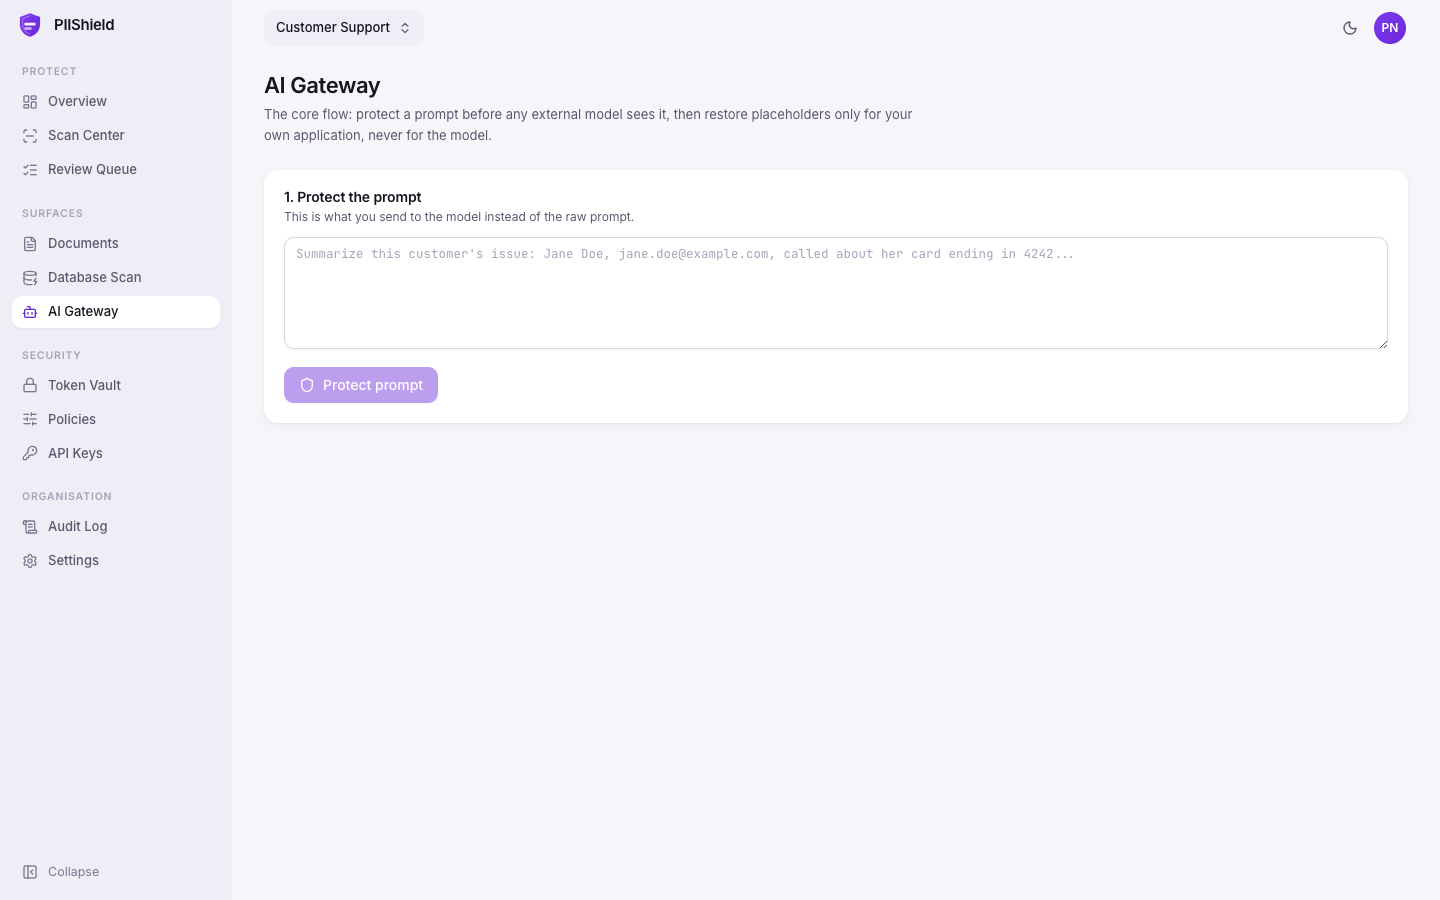 PIIShield
PROTECT
Overview
Scan Center
Review Queue
SURFACES
Documents
Database Scan
AI Gateway
SECURITY
Token Vault
Policies
API Keys
ORGANISATION
Audit Log
Settings
Collapse
Customer Support
PN
AI Gateway
The core flow: protect a prompt before any external model sees it, then restore placeholders only for your
own application, never for the model.
1. Protect the prompt
This is what you send to the model instead of the raw prompt.
Summarize this customer's issue: Jane Doe, jane.doe@example.com, called about her card ending in 4242...
Protect prompt